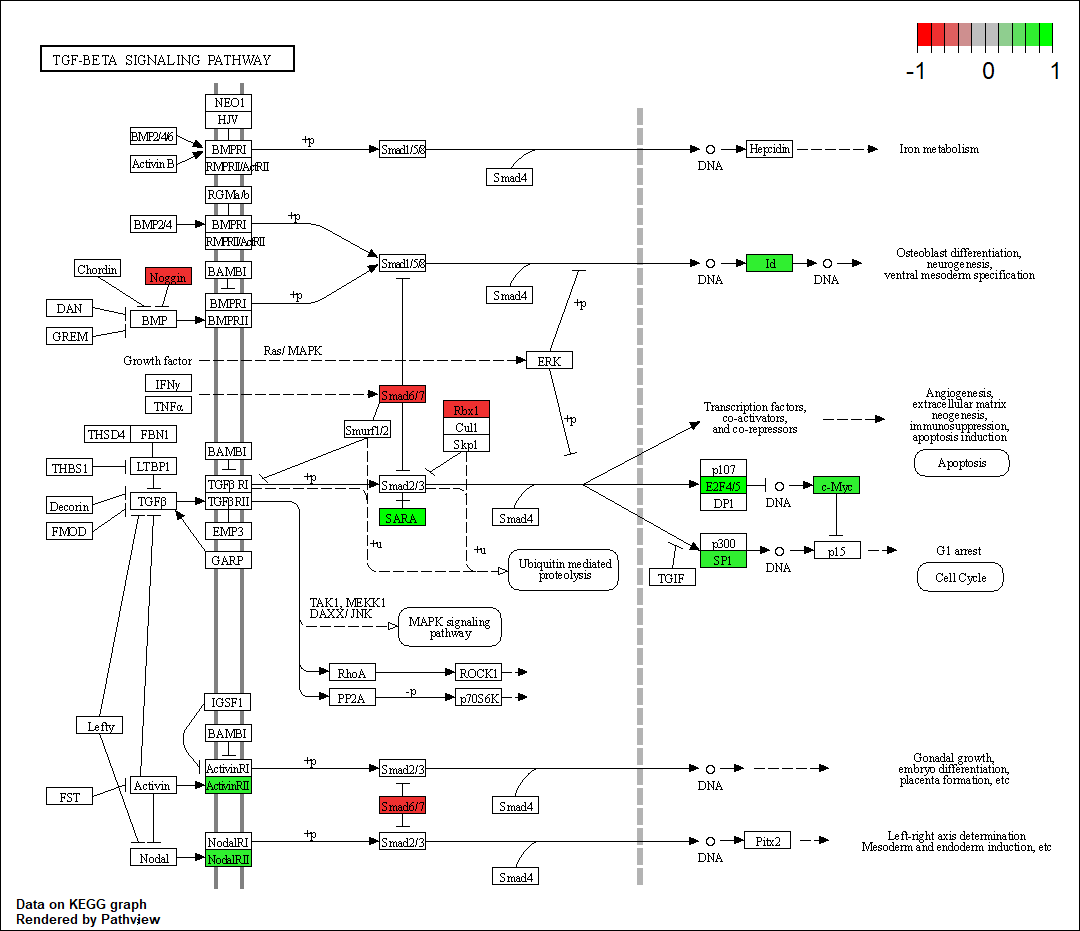 TGF-BETA SIGNALING PATHWAY
-1 0 1
NEO1
HJV
BMP2/4/6
Activin B
BMPRI
RMPRII/ActRII
+p
Smad1/5/8
Smad4
DNA
Hepcidin
Iron metabolism
RGMa/b
BMP2/4
BMPRI
RMPRII/ActRII
+p
Chordin
Noggin
BAMBI
Smad1/5/8
Smad4
DNA
Id
DNA
Osteoblast differentiation,
neurogenesis,
ventral mesoderm specification
DAN
GREM
BMP
BMPRI
BMPRII
+p
+p
Growth factor
Ras/ MAPK
ERK
IFNγ
TNFα
Smad6/7
Rbx1
Cul1
Skp1
Smurf1/2
+p
Transcription factors,
co-activators,
and co-repressors
Angiogenesis,
extracellular matrix
neogenesis,
immunosuppression,
apoptosis induction
Apoptosis
THSD4
FBN1
THBS1
LTBP1
BAMBI
Decorin
FMOD
TGFβ
TGFβ RI
TGFβ RII
+p
Smad2/3
SARA
Smad4
p107
E2F4/5
DP1
DNA
c-Myc
EMP3
GARP
+u
+u
Ubiquitin mediated
proteolysis
p300
SP1
TGIF
DNA
p15
G1 arrest
Cell Cycle
TAK1, MEKK1
DAXX/ JNK
MAPK signaling
pathway
RhoA
ROCK1
PP2A
-p
p70S6K
Lefty
IGSF1
BAMBI
FST
Activin
ActivinRI
ActivinRII
+p
Smad2/3
Smad4
DNA
Gonadal growth,
embryo differentiation,
placenta formation, etc
Smad6/7
Nodal
NodalRI
NodalRII
+p
Smad2/3
Smad4
DNA
Pitx2
Left-right axis determination
Mesoderm and endoderm induction, etc
Data on KEGG graph
Rendered by Pathview